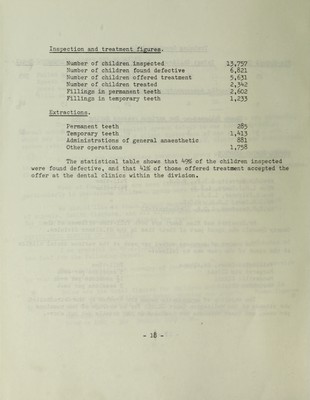 Inspection and treatment figures.
Number of children inspected 13,757
Number of children found defective 6,821
Number of children offered treatment 5,631
Number of children treated 2,342
Fillings in permanent teeth 2,602
Fillings in temporary teeth 1,233
Extractions.
Permanent teeth 285
Temporary teeth 1,413
Administrations of general anaesthetic 881
Other operations 1,758
The statistical table shows that 49% of the children inspected
were found defective, and that 41% of those offered treatment accepted the
offer at the dental clinics within the division.
- 18 -